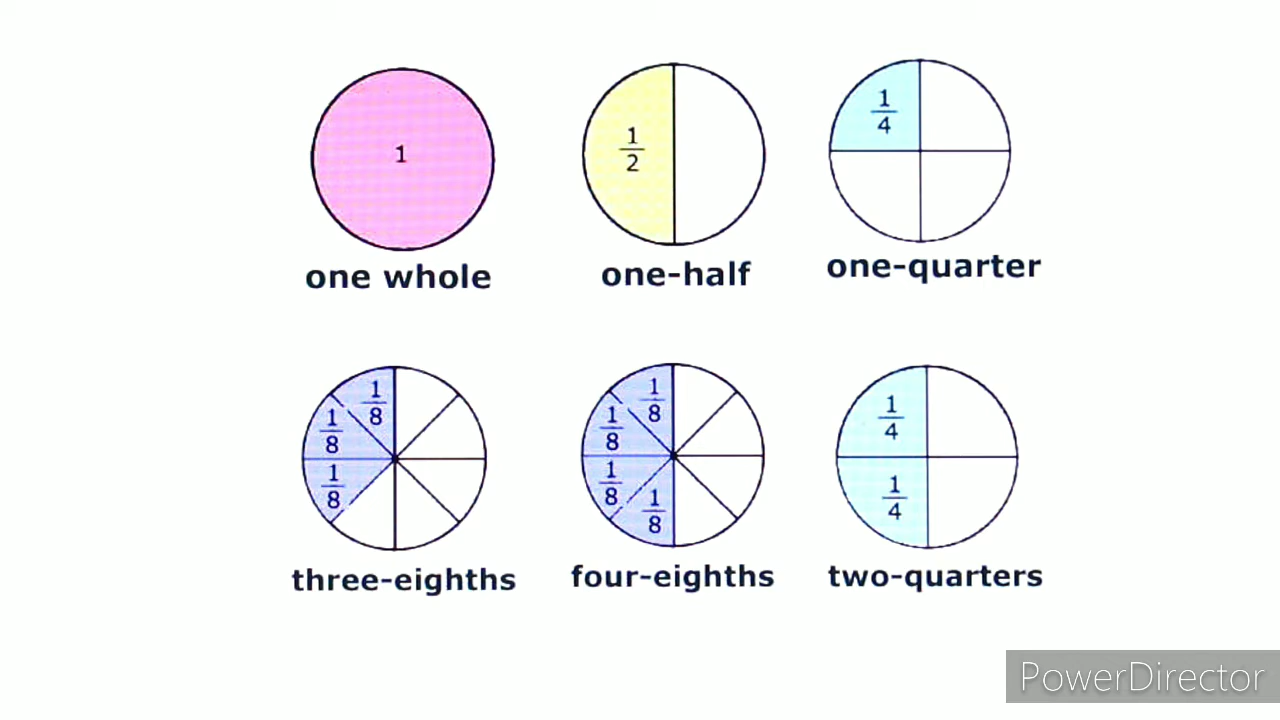 1
1/2
1/4
one whole
one-half
one-quarter
1/8
1/8
1/8
1/8
1/8
1/8
1/8
1/4
1/4
three-eighths
four-eighths
two-quarters
PowerDirector